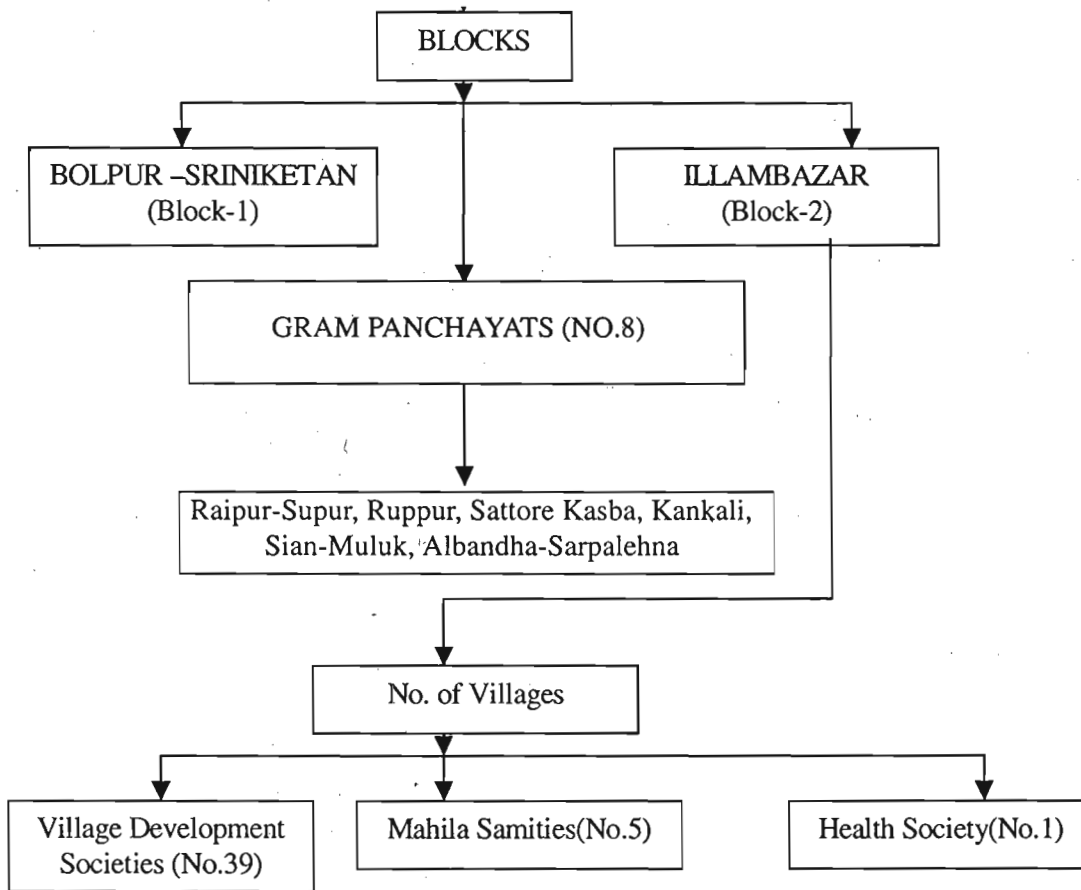 BLOCKS
BOLPUR –SRINIKETAN
(Block-1)
ILLAMBAZAR
(Block-2)
GRAM PANCHAYATS (NO.8)
Raipur-Supur, Ruppur, Sattore Kasba, Kankali,
Sian-Muluk, Albandha-Sarpalehna
No. of Villages
Village Development
Societies (No.39)
Mahila Samities(No.5)
Health Society(No.1)